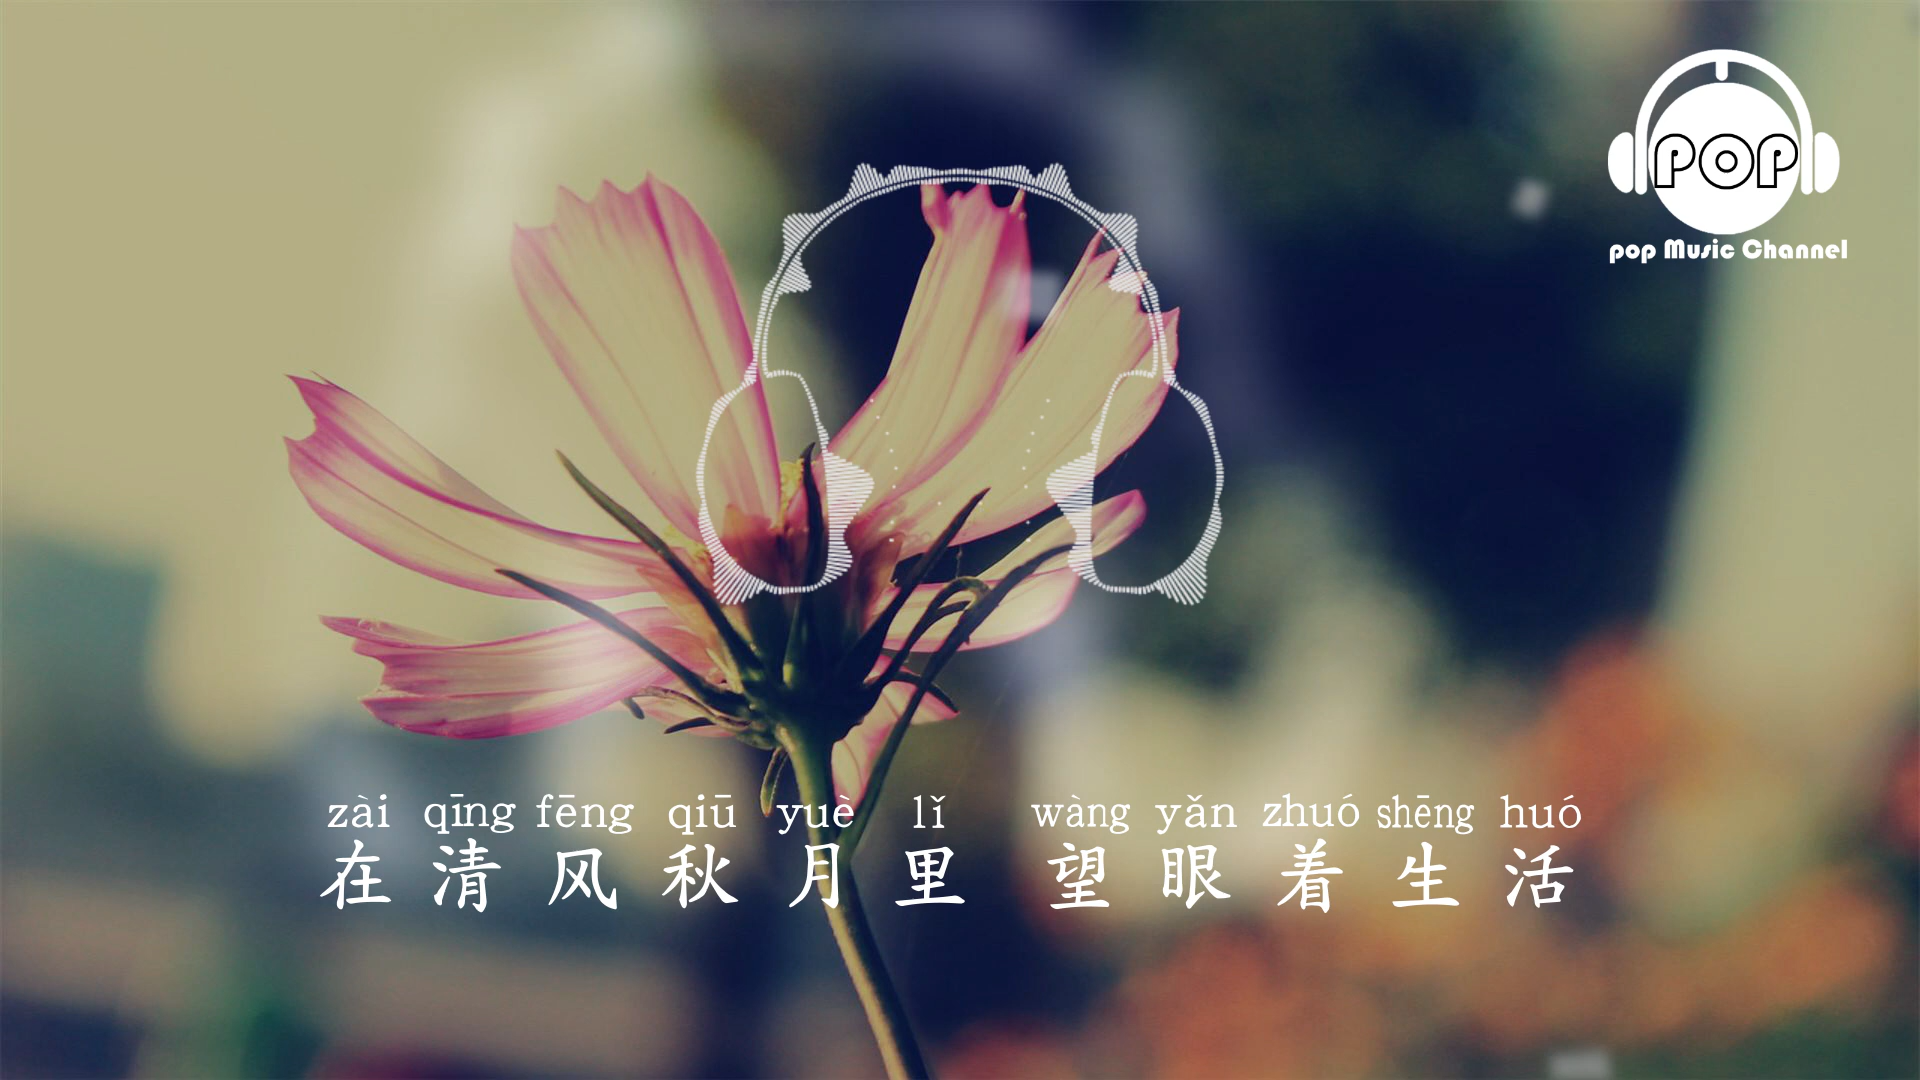 POP
pop Music Channel
zài qīng fēng qiū yuè lǐ wàng yǎn zhuó shēng huó
在清风秋月里 望眼着生活